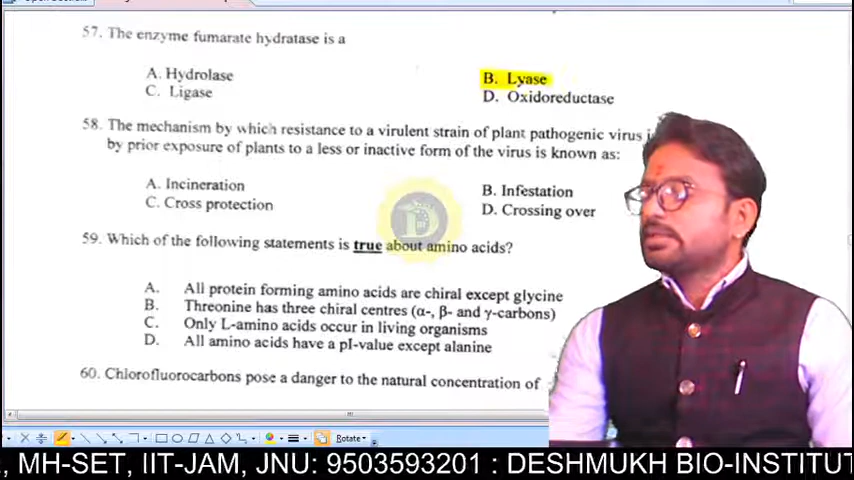 57. The enzyme fumarate hydratase is a
A. Hydrolase
B. Lyase
C. Ligase
D. Oxidoreductase
58. The mechanism by which resistance to a virulent strain of plant pathogenic virus
by prior exposure of plants to a less or inactive form of the virus is known as:
A. Incineration
B. Infestation
C. Cross protection
D. Crossing over
59. Which of the following statements is true about amino acids?
A. All protein forming amino acids are chiral except glycine
B. Threonine has three chiral centres (α-, β- and γ-carbons)
C. Only L-amino acids occur in living organisms
D. All amino acids have a pI-value except alanine
60. Chlorofluorocarbons pose a danger to the natural concentration of
Rotate
MH-SET, IIT-JAM, JNU: 9503593201 : DESHMUKH BIO-INSTITUT